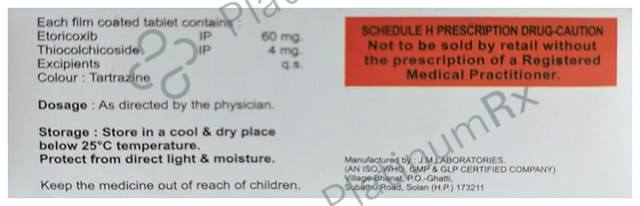 Each film coated tablet contains :
Etoricoxib IP 60 mg.
Thiocolchicoside IP 4 mg.
Excipients q.s.
Colour : Tartrazine
Dosage : As directed by the physician.
Storage : Store in a cool & dry place
below 25°C temperature.
Protect from direct light & moisture.
Keep the medicine out of reach of children.
SCHEDULE H PRESCRIPTION DRUG-CAUTION
Not to be sold by retail without
the prescription of a Registered
Medical Practitioner.
Manufactured by : J.M.LABORATORIES.
(AN ISO, WHO, GMP & GLP CERTIFIED COMPANY)
Village-Bhanat, P.O.-Ghatti,
Subathu Road, Solan (H.P.) 173211
PlatinumRx